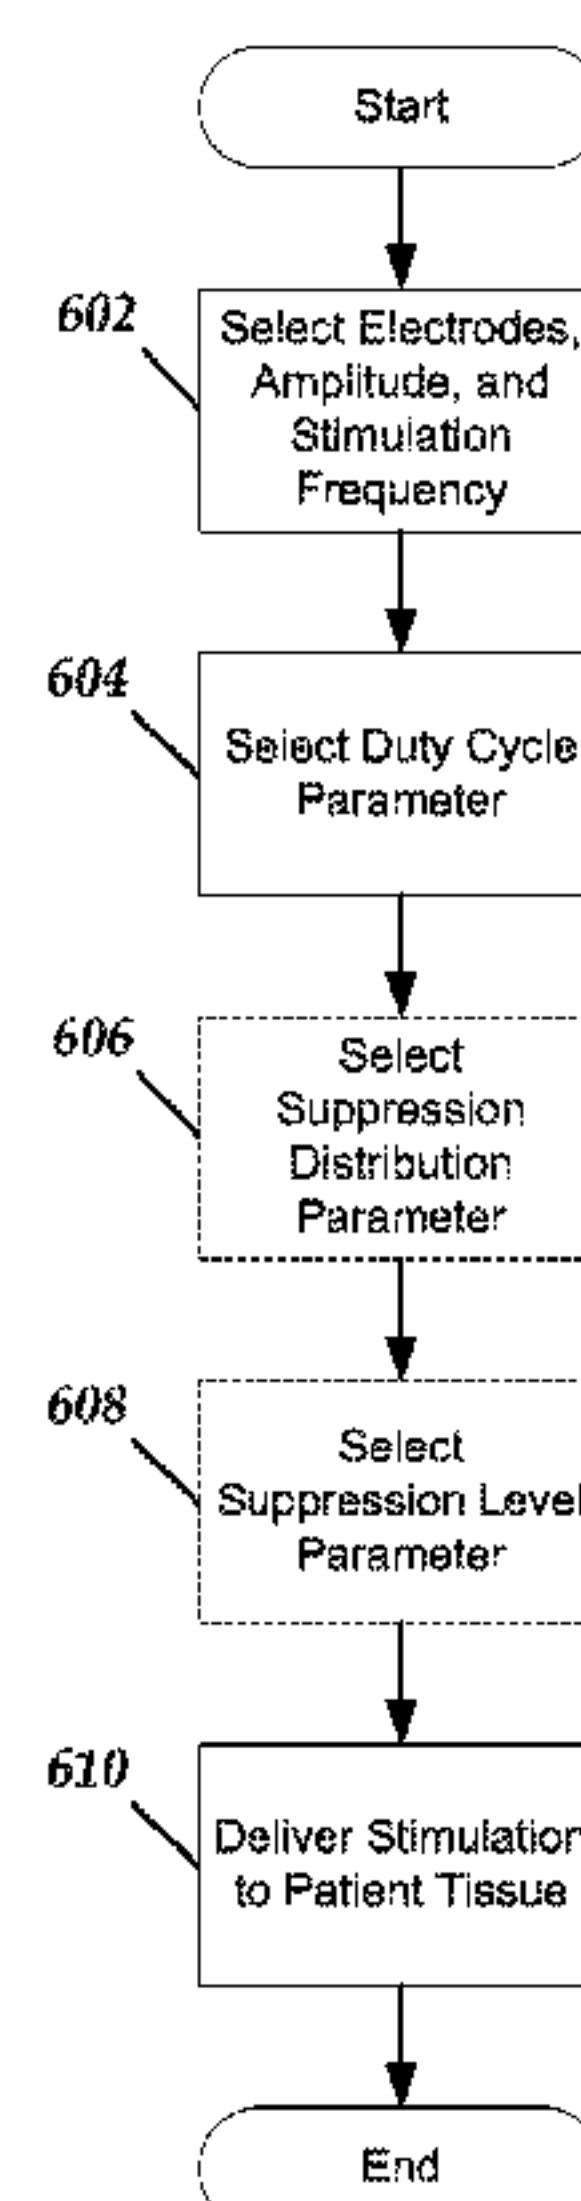 Start
602
Select Electrodes,
Amplitude, and
Stimulation
Frequency
604
Select Duty Cycle
Parameter
606
Select
Suppression
Distribution
Parameter
608
Select
Suppression Level
Parameter
610
Deliver Stimulation
to Patient Tissue
End